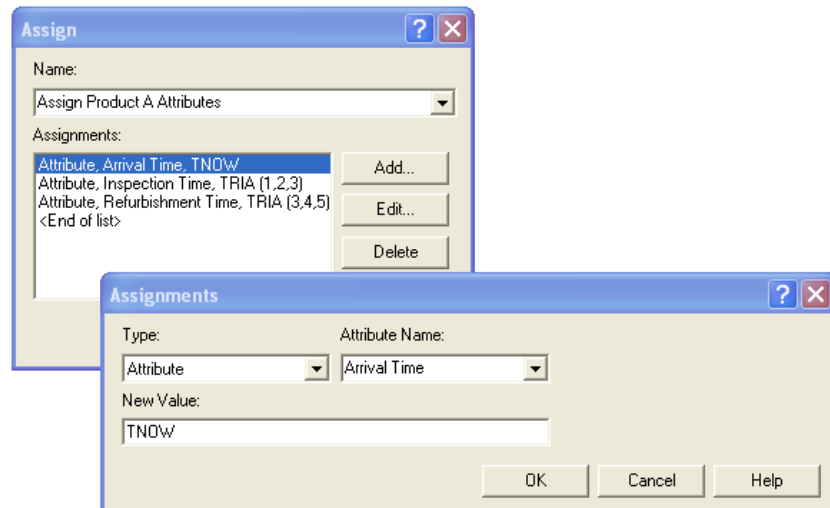 Assign
Name:
Assign Product A Attributes
Assignments:
Attribute, Arrival Time, TNOW
Attribute, Inspection Time, TRIA (1,2,3)
Attribute, Refurbishment Time, TRIA (3,4,5)
<End of list>
Add...
Edit...
Delete
Assignments
Type:
Attribute Name:
Attribute
Arrival Time
New Value:
TNOW
OK
Cancel
Help